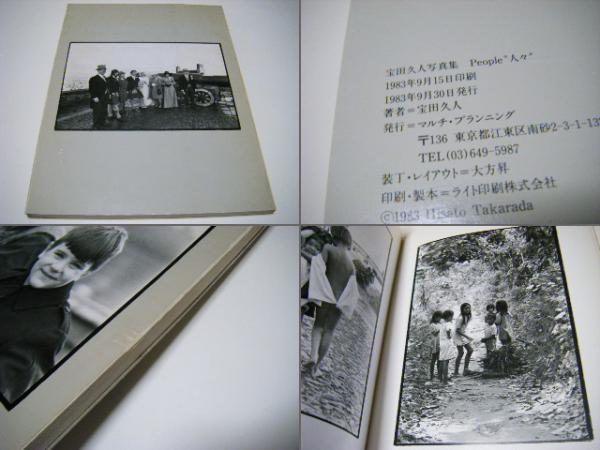 宝田久人写真集 People“人々”
1983年9月15日印刷
1983年9月30日発行
著者=宝田久人
発行=マルチ・プランニング
〒136 東京都江東区南砂2-3-1-13
TEL(03)649-5987
装丁・レイアウト=大方昇
印刷・製本=ライト印刷株式会社
©1983 Hisato Takarada